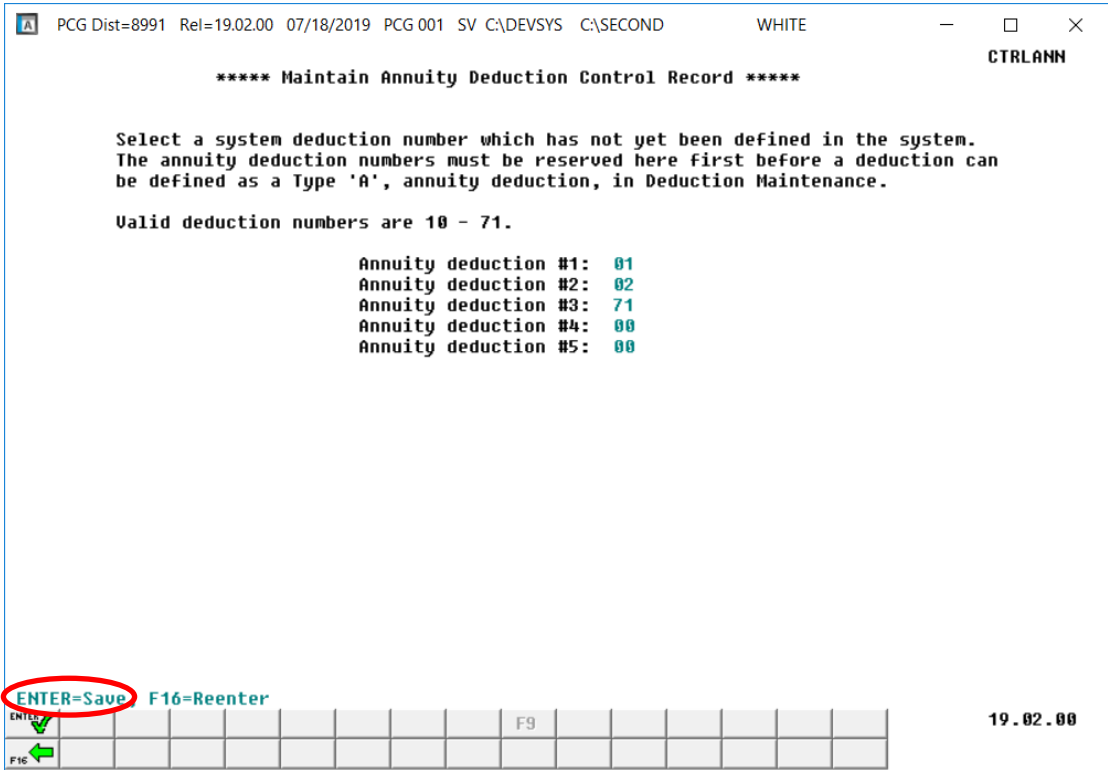 PCG Dist=8991 Rel=19.02.00 07/18/2019 PCG 001 SV C:\DEVSYS C:\SECOND WHITE
CTRLANN
***** Maintain Annuity Deduction Control Record *****
Select a system deduction number which has not yet been defined in the system.
The annuity deduction numbers must be reserved here first before a deduction can
be defined as a Type 'A', annuity deduction, in Deduction Maintenance.
Valid deduction numbers are 10 - 71.
Annuity deduction #1: 01
Annuity deduction #2: 02
Annuity deduction #3: 71
Annuity deduction #4: 00
Annuity deduction #5: 00
ENTER=Save, F16=Reenter
ENTER
F9
19.02.00
F16